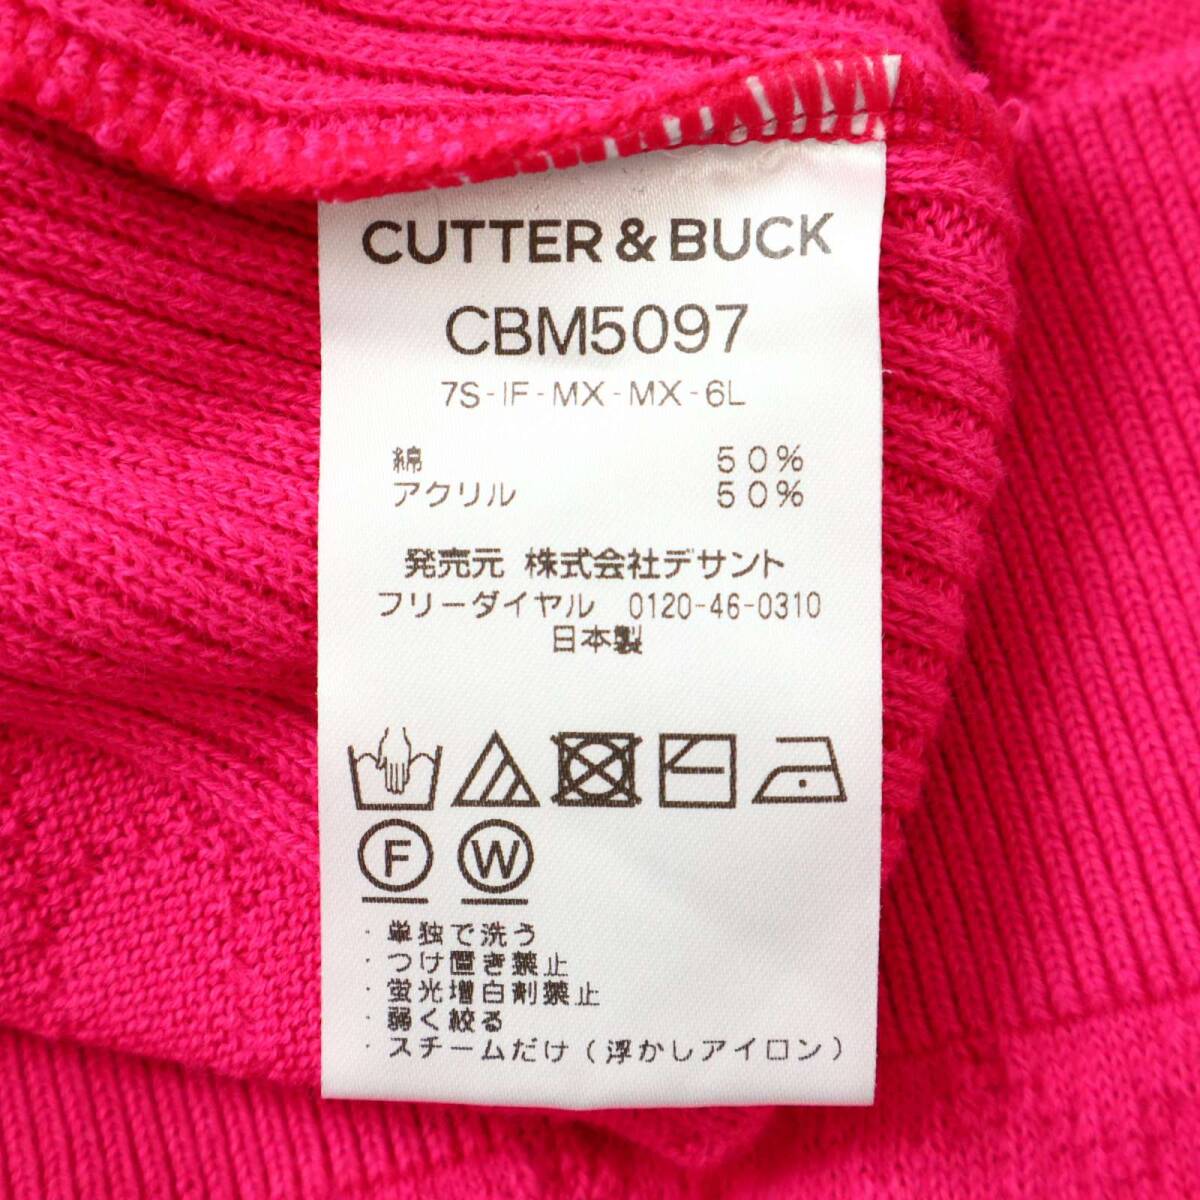 CUTTER & BUCK
CBM5097
7S-IF-MX-MX-6L
綿 50%
アクリル 50%
発売元 株式会社デサント
フリーダイヤル 0120-46-0310
日本製
F W
・単独で洗う
・つけ置き禁止
・蛍光増白剤禁止
・弱く絞る
・スチームだけ(浮かしアイロン)